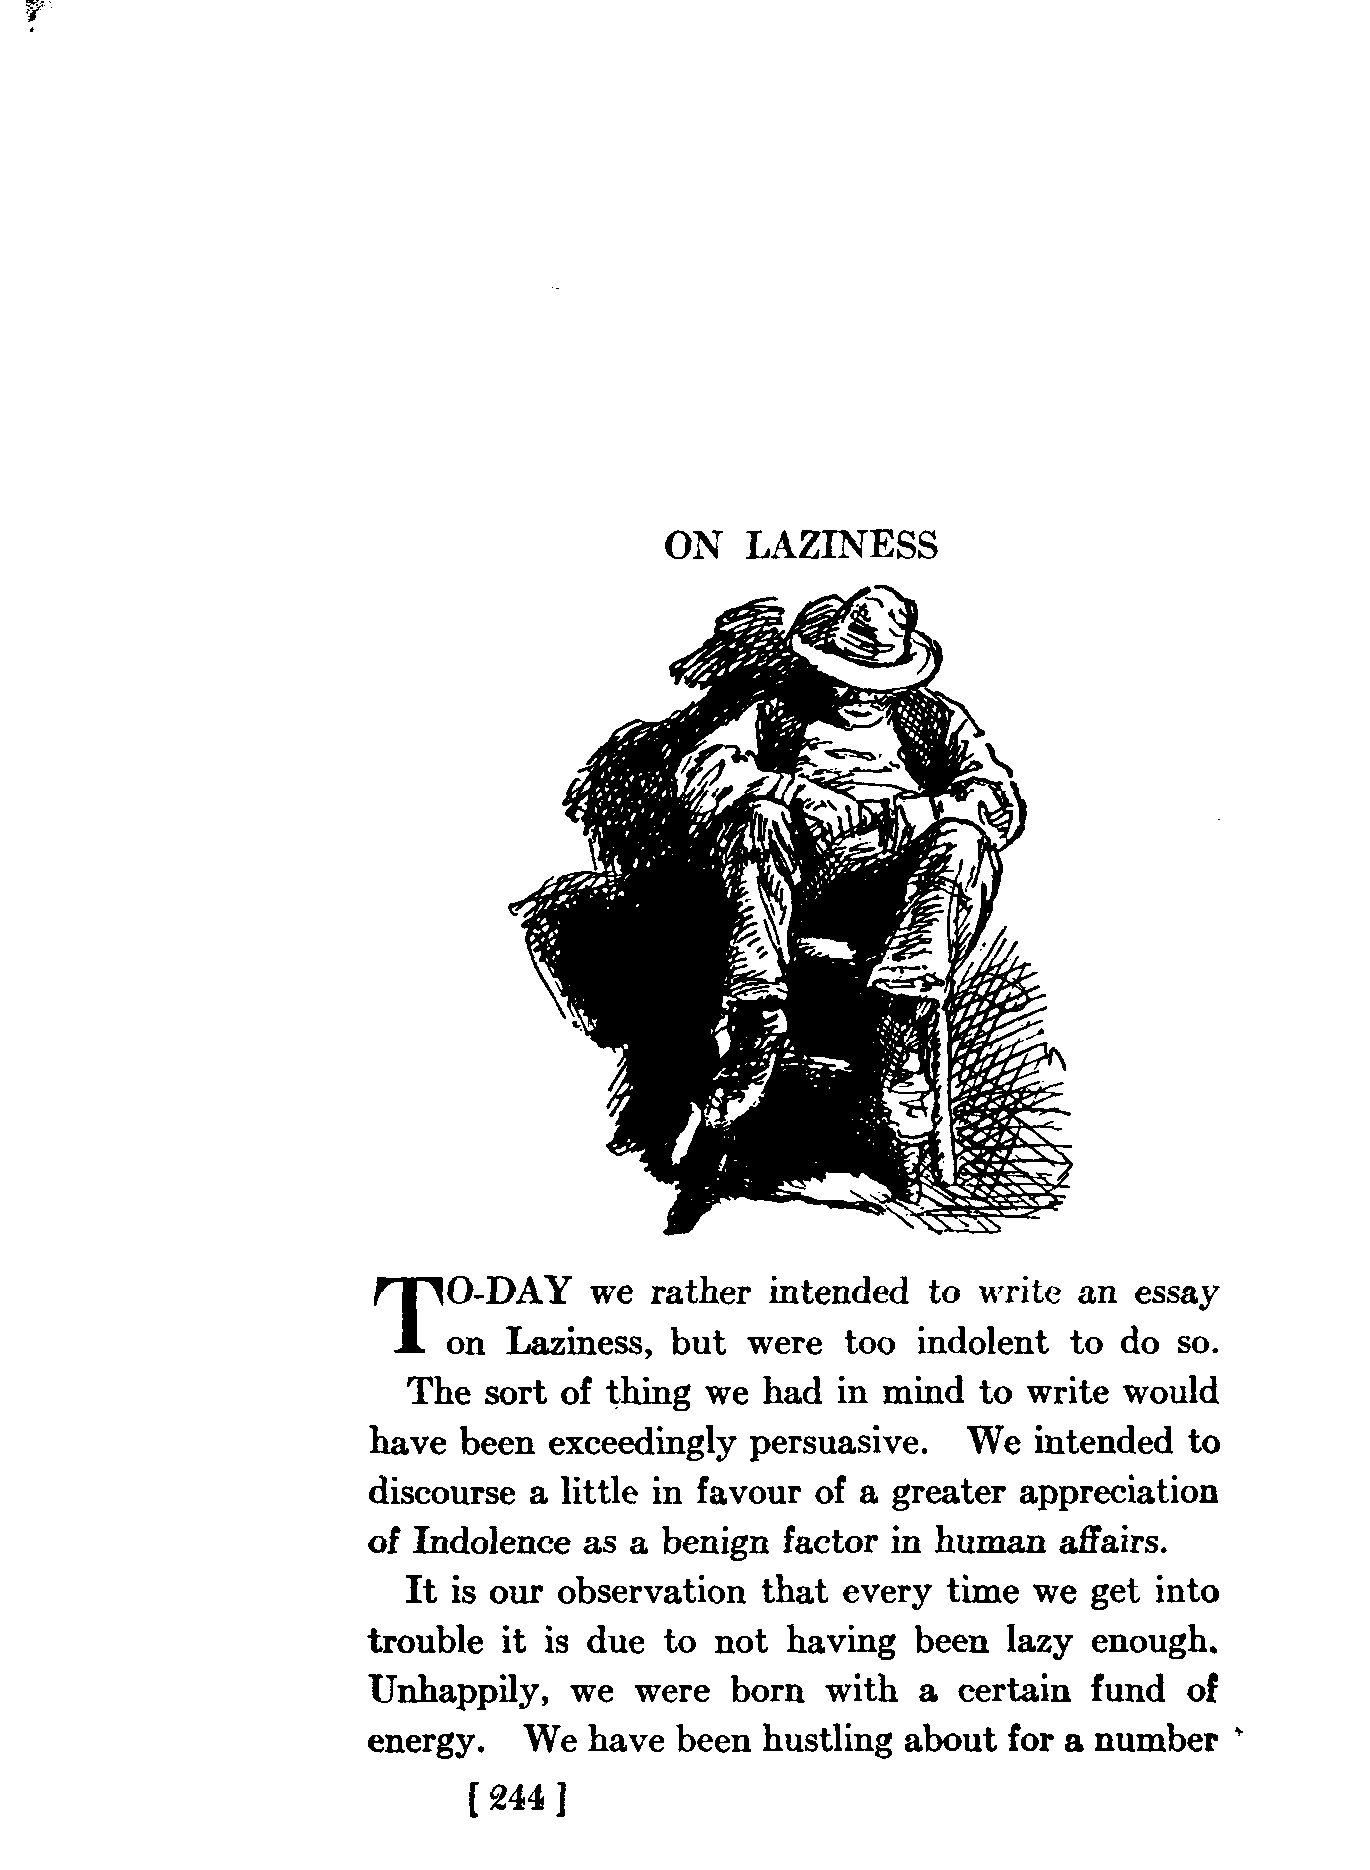 ON LAZINESS
TO-DAY we rather intended to write an essay
on Laziness, but were too indolent to do so.
The sort of thing we had in mind to write would
have been exceedingly persuasive. We intended to
discourse a little in favour of a greater appreciation
of Indolence as a benign factor in human affairs.
It is our observation that every time we get into
trouble it is due to not having been lazy enough.
Unhappily, we were born with a certain fund of
energy. We have been hustling about for a number
[ 244 ]